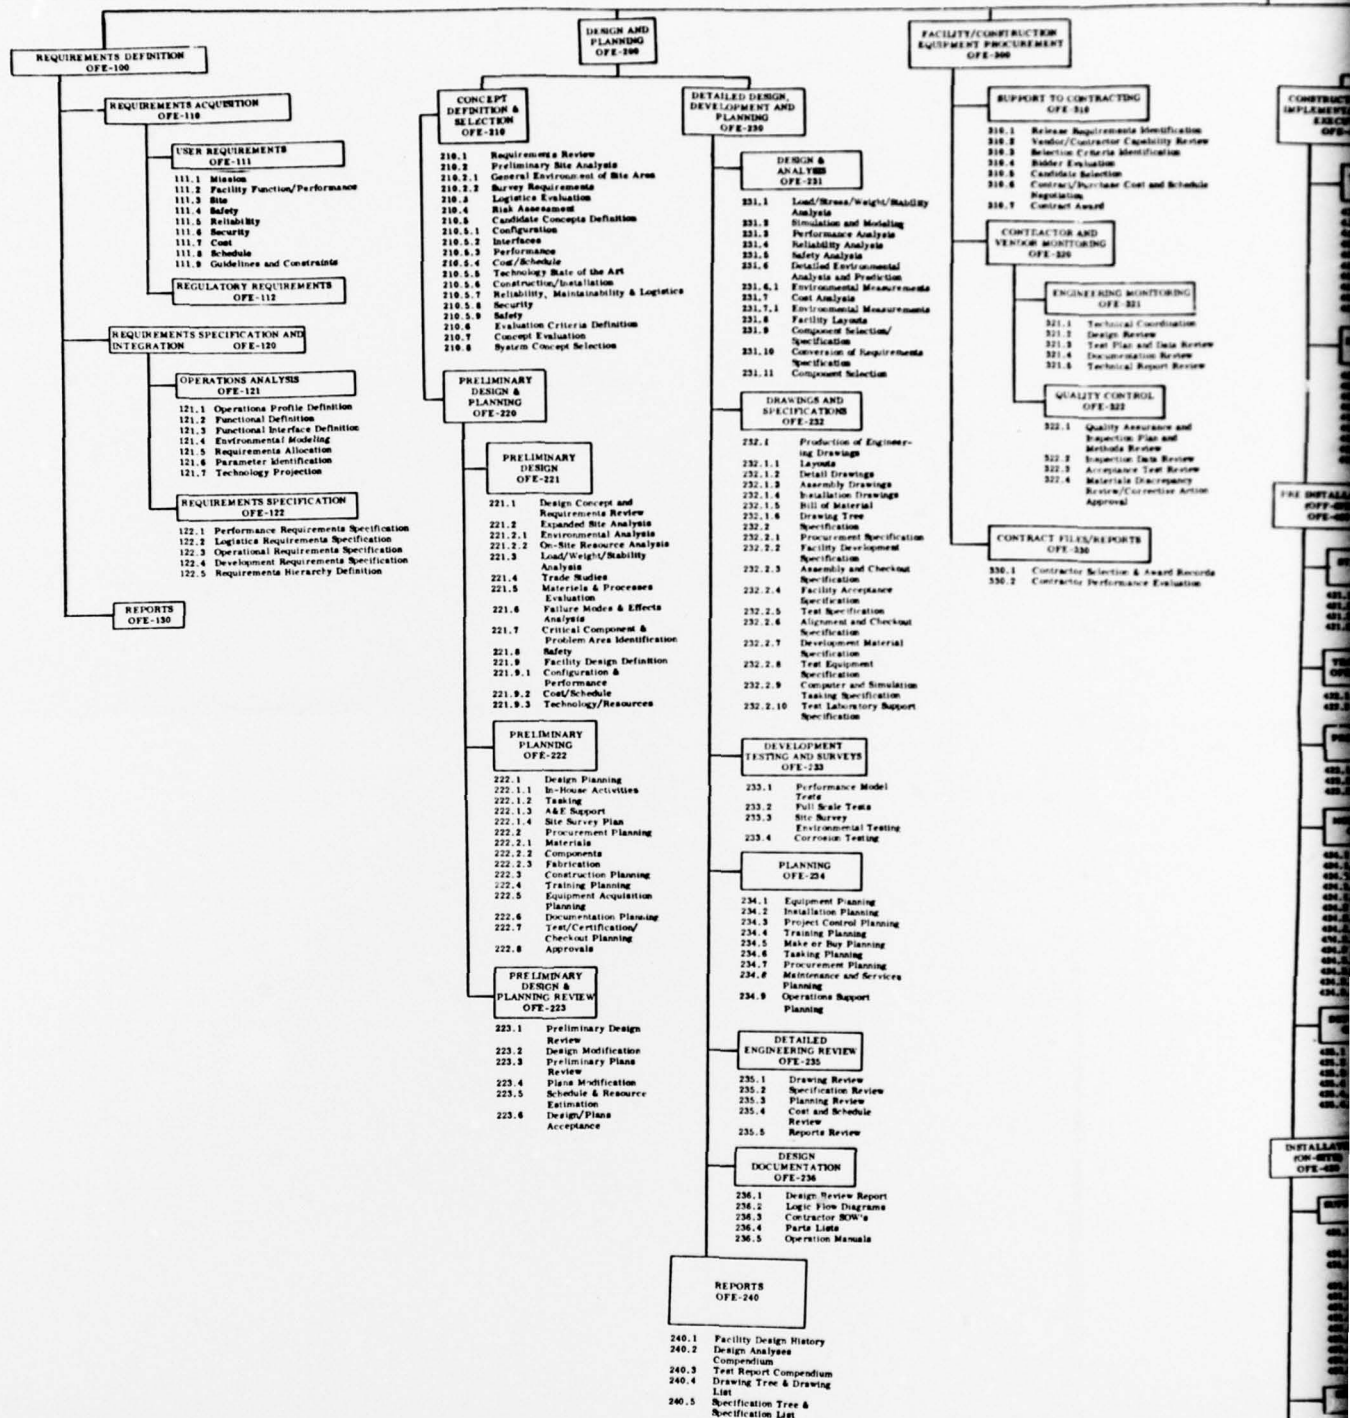 REQUIREMENTS DEFINITION
OFE-100
REQUIREMENTS ACQUISITION
OFE-110
USER REQUIREMENTS
OFE-111
111.1 Mission
111.2 Facility Function/Performance
111.3 Site
111.4 Safety
111.5 Reliability
111.6 Security
111.7 Cost
111.8 Schedule
111.9 Guidelines and Constraints
REGULATORY REQUIREMENTS
OFE-112
REQUIREMENTS SPECIFICATION AND
INTEGRATION OFE-120
OPERATIONS ANALYSIS
OFE-121
121.1 Operations Profile Definition
121.2 Functional Definition
121.3 Functional Interface Definition
121.4 Environmental Modeling
121.5 Requirements Allocation
121.6 Parameter Identification
121.7 Technology Projection
REQUIREMENTS SPECIFICATION
OFE-122
122.1 Performance Requirements Specification
122.2 Logistics Requirements Specification
122.3 Operational Requirements Specification
122.4 Development Requirements Specification
122.5 Requirements Hierarchy Definition
REPORTS
OFE-130
DESIGN AND
PLANNING
OFE-200
CONCEPT
DEFINITION &
SELECTION
OFE-210
210.1 Requirements Review
210.2 Preliminary Site Analysis
210.2.1 General Environment of Site Area
210.2.2 Survey Requirements
210.3 Logistics Evaluation
210.4 Risk Assessment
210.5 Candidate Concepts Definition
210.5.1 Configuration
210.5.2 Interfaces
210.5.3 Performance
210.5.4 Cost/Schedule
210.5.5 Technology State of the Art
210.5.6 Construction/Installation
210.5.7 Reliability, Maintainability & Logistics
210.5.8 Security
210.5.9 Safety
210.6 Evaluation Criteria Definition
210.7 Concept Evaluation
210.8 System Concept Selection
PRELIMINARY
DESIGN &
PLANNING
OFE-220
PRELIMINARY
DESIGN
OFE-221
221.1 Design Concept and
Requirements Review
221.2 Expanded Site Analysis
221.2.1 Environmental Analysis
221.2.2 On-Site Resource Analysis
221.3 Load/Weight/Stability
Analysis
221.4 Trade Studies
221.5 Materiels & Processes
Evaluation
221.6 Failure Modes & Effects
Analysis
221.7 Critical Component &
Problem Area Identification
221.8 Safety
221.9 Facility Design Definition
221.9.1 Configuration &
Performance
221.9.2 Cost/Schedule
221.9.3 Technology/Resources
PRELIMINARY
PLANNING
OFE-222
222.1 Design Planning
222.1.1 In-House Activities
222.1.2 Tasking
222.1.3 A&E Support
222.1.4 Site Survey Plan
222.2 Procurement Planning
222.2.1 Materials
222.2.2 Components
222.2.3 Fabrication
222.3 Construction Planning
222.4 Training Planning
222.5 Equipment Acquisition
Planning
222.6 Documentation Planning
222.7 Test/Certification/
Checkout Planning
222.8 Approvals
PRELIMINARY
DESIGN &
PLANNING REVIEW
OFE-223
223.1 Preliminary Design
Review
223.2 Design Modification
223.3 Preliminary Plans
Review
223.4 Plans Modification
223.5 Schedule & Resource
Estimation
223.6 Design/Plans
Acceptance
DETAILED DESIGN,
DEVELOPMENT AND
PLANNING
OFE-230
DESIGN &
ANALYSIS
OFE-231
231.1 Load/Stress/Weight/Stability
Analysis
231.2 Simulation and Modeling
231.3 Performance Analysis
231.4 Reliability Analysis
231.5 Safety Analysis
231.6 Detailed Environmental
Analysis and Prediction
231.6.1 Environmental Measurements
231.7 Cost Analysis
231.7.1 Environmental Measurements
231.8 Facility Layouts
231.9 Component Selection/
Specification
231.10 Conversion of Requirements
Specification
231.11 Component Selection
DRAWINGS AND
SPECIFICATIONS
OFE-232
232.1 Production of Engineer-
ing Drawings
232.1.1 Layouts
232.1.2 Detail Drawings
232.1.3 Assembly Drawings
232.1.4 Installation Drawings
232.1.5 Bill of Material
232.1.6 Drawing Tree
232.2 Specification
232.2.1 Procurement Specification
232.2.2 Facility Development
Specification
232.2.3 Assembly and Checkout
Specification
232.2.4 Facility Acceptance
Specification
232.2.5 Test Specification
232.2.6 Alignment and Checkout
Specification
232.2.7 Development Material
Specification
232.2.8 Test Equipment
Specification
232.2.9 Computer and Simulation
Tasking Specification
232.2.10 Test Laboratory Support
Specification
DEVELOPMENT
TESTING AND SURVEYS
OFE-233
233.1 Performance Model
Tests
233.2 Full Scale Tests
233.3 Site Survey
Environmental Testing
233.4 Corrosion Testing
PLANNING
OFE-234
234.1 Equipment Planning
234.2 Installation Planning
234.3 Project Control Planning
234.4 Training Planning
234.5 Make or Buy Planning
234.6 Tasking Planning
234.7 Procurement Planning
234.8 Maintenance and Services
Planning
234.9 Operations Support
Planning
DETAILED
ENGINEERING REVIEW
OFE-235
235.1 Drawing Review
235.2 Specification Review
235.3 Planning Review
235.4 Cost and Schedule
Review
235.5 Reports Review
DESIGN
DOCUMENTATION
OFE-236
236.1 Design Review Report
236.2 Logic Flow Diagrams
236.3 Contractor SOW's
236.4 Parts Lists
236.5 Operation Manuals
REPORTS
OFE-240
240.1 Facility Design History
240.2 Design Analyses
Compendium
240.3 Test Report Compendium
240.4 Drawing Tree & Drawing
List
240.5 Specification Tree &
Specification List
FACILITY/CONSTRUCTION
EQUIPMENT PROCUREMENT
OFE-300
SUPPORT TO CONTRACTING
OFE-310
310.1 Release Requirements Identification
310.2 Vendor/Contractor Capability Review
310.3 Selection Criteria Identification
310.4 Bidder Evaluation
310.5 Candidate Selection
310.6 Contract/Purchase Cost and Schedule
Negotiation
310.7 Contract Award
CONTRACTOR AND
VENDOR MONITORING
OFE-320
ENGINEERING MONITORING
OFE-321
321.1 Technical Coordination
321.2 Design Review
321.3 Test Plan and Data Review
321.4 Documentation Review
321.5 Technical Report Review
QUALITY CONTROL
OFE-322
322.1 Quality Assurance and
Inspection Plan and
Methods Review
322.2 Inspection Data Review
322.3 Acceptance Test Review
322.4 Materials Discrepancy
Review/Corrective Action
Approval
CONTRACT FILES/REPORTS
OFE-330
330.1 Contractor Selection & Award Records
330.2 Contractor Performance Evaluation